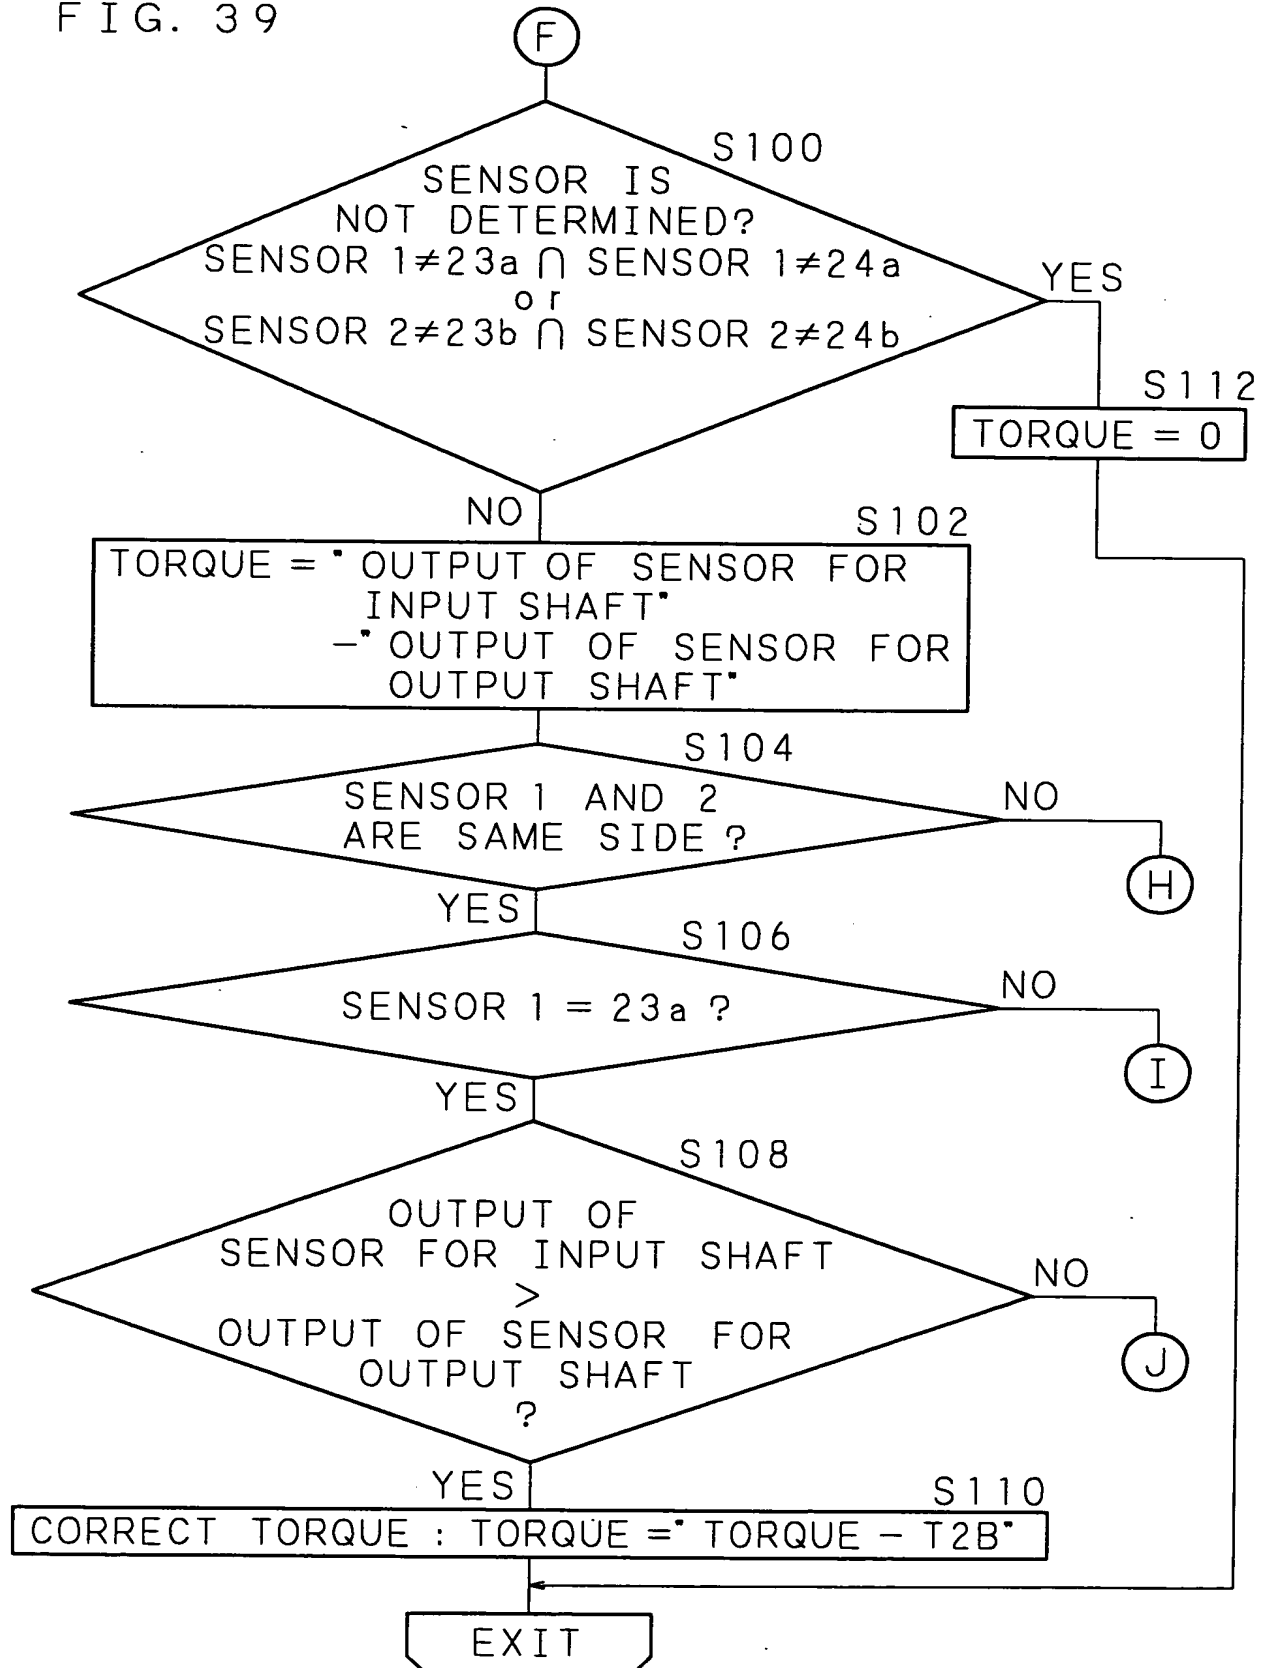 FIG. 39
F
S100
SENSOR IS
NOT DETERMINED?
SENSOR 1≠23a ∩ SENSOR 1≠24a
or
SENSOR 2≠23b ∩ SENSOR 2≠24b
YES
S112
TORQUE = 0
NO
S102
TORQUE = " OUTPUT OF SENSOR FOR
INPUT SHAFT"
−" OUTPUT OF SENSOR FOR
OUTPUT SHAFT"
S104
SENSOR 1 AND 2
ARE SAME SIDE ?
NO
H
YES
S106
SENSOR 1 = 23a ?
NO
I
YES
S108
OUTPUT OF
SENSOR FOR INPUT SHAFT
>
OUTPUT OF SENSOR FOR
OUTPUT SHAFT
?
NO
J
YES
S110
CORRECT TORQUE : TORQUE =" TORQUE − T2B"
EXIT